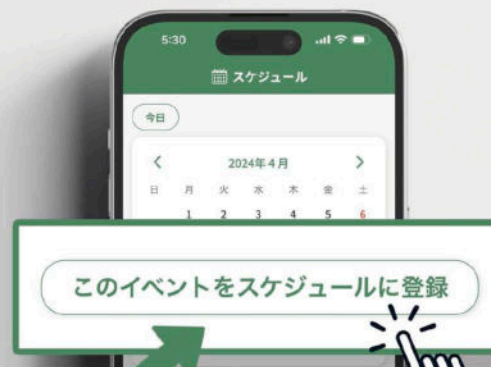 5:30
スケジュール
今日
2024年4月
日 月 火 水 木 金 土
1 2 3 4 5 6
このイベントをスケジュールに登録